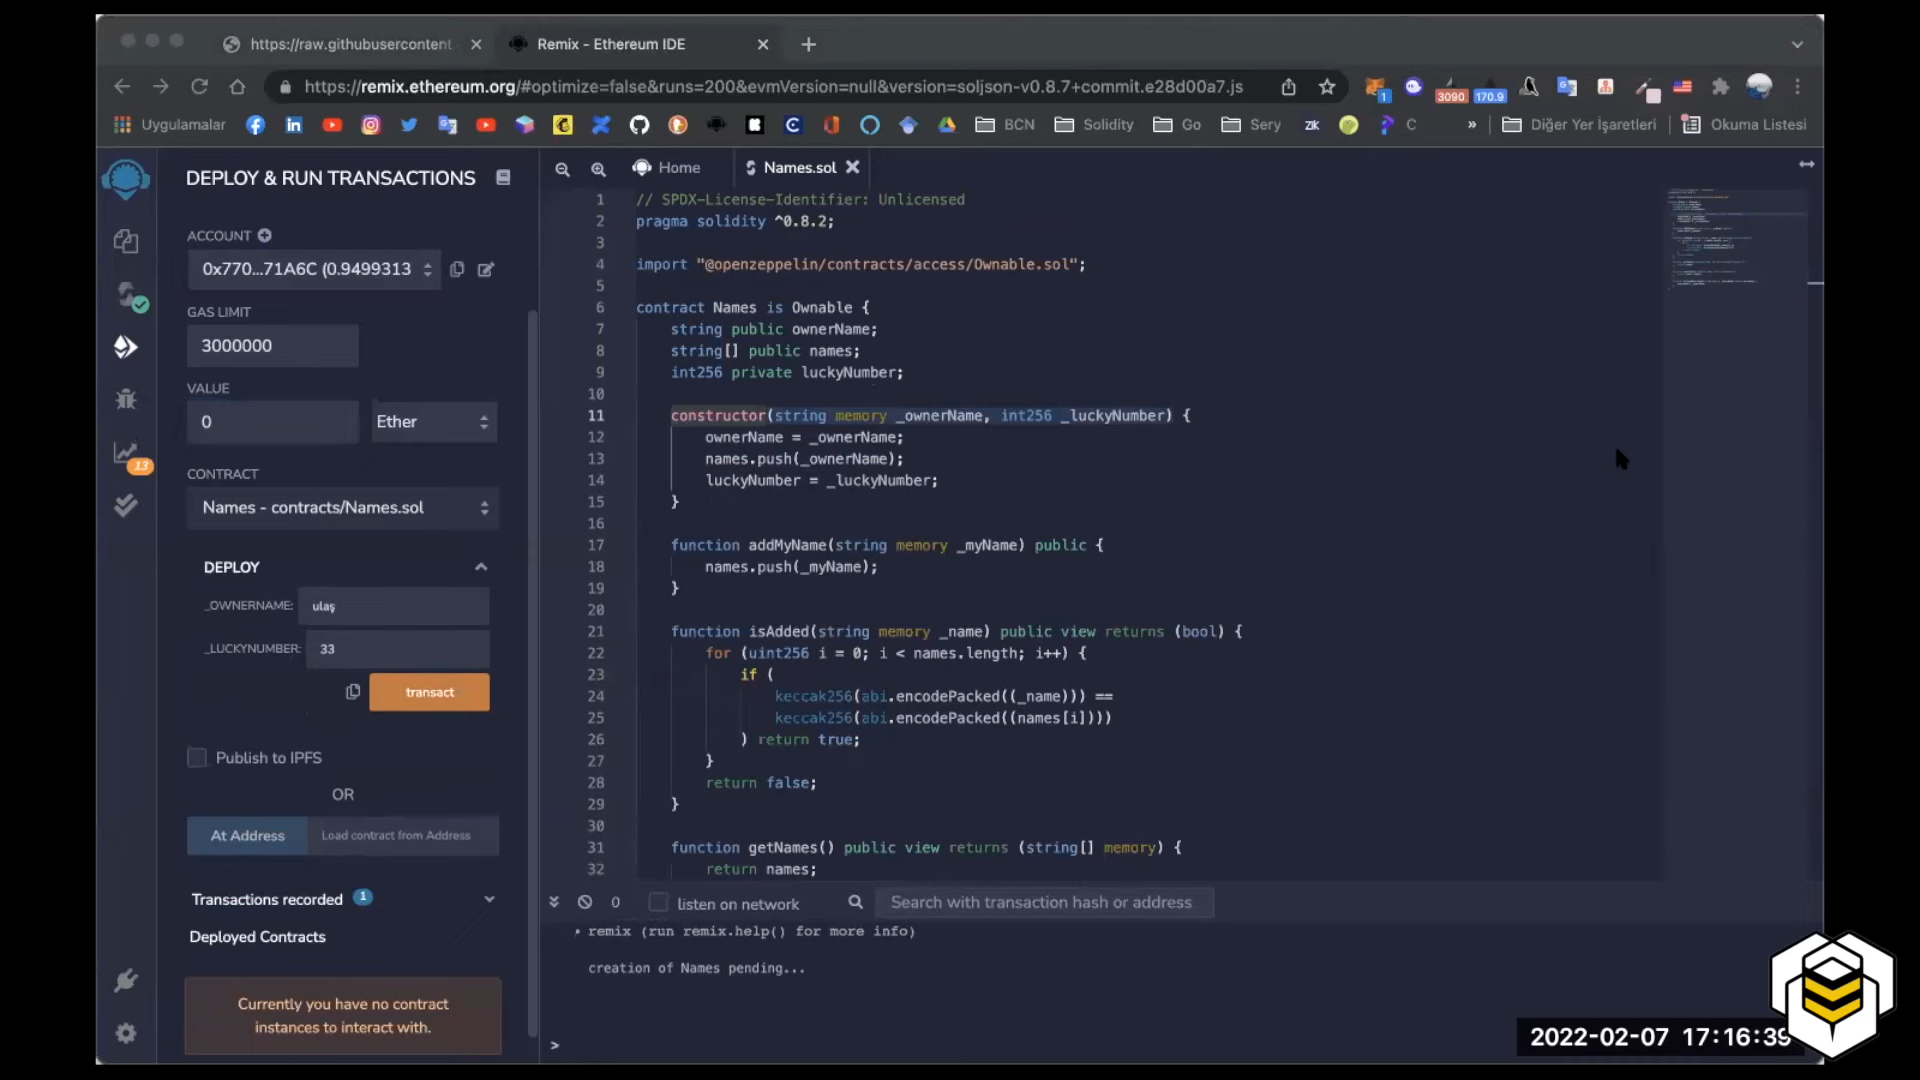 https://raw.githubusercontent
Remix - Ethereum IDE
https://remix.ethereum.org/#optimize=false&runs=200&evmVersion=null&version=soljson-v0.8.7+commit.e28d00a7.js
1
3090
170.9
Uygulamalar
BCN
Solidity
Go
Sery
ZK
C
»
Diğer Yer İşaretleri
Okuma Listesi
DEPLOY & RUN TRANSACTIONS
ACCOUNT
0x770...71A6C (0.9499313
GAS LIMIT
3000000
VALUE
0
Ether
13
CONTRACT
Names - contracts/Names.sol
DEPLOY
_OWNERNAME:
ulaş
_LUCKYNUMBER:
33
transact
Publish to IPFS
OR
At Address
Load contract from Address
Transactions recorded 1
Deployed Contracts
Currently you have no contract
instances to interact with.
Home
Names.sol
1 // SPDX-License-Identifier: Unlicensed
2 pragma solidity ^0.8.2;
3
4 import "@openzeppelin/contracts/access/Ownable.sol";
5
6 contract Names is Ownable {
7 string public ownerName;
8 string[] public names;
9 int256 private luckyNumber;
10
11 constructor(string memory _ownerName, int256 _luckyNumber) {
12 ownerName = _ownerName;
13 names.push(_ownerName);
14 luckyNumber = _luckyNumber;
15 }
16
17 function addMyName(string memory _myName) public {
18 names.push(_myName);
19 }
20
21 function isAdded(string memory _name) public view returns (bool) {
22 for (uint256 i = 0; i < names.length; i++) {
23 if (
24 keccak256(abi.encodePacked((_name))) ==
25 keccak256(abi.encodePacked((names[i])))
26 ) return true;
27 }
28 return false;
29 }
30
31 function getNames() public view returns (string[] memory) {
32 return names;
0
listen on network
Search with transaction hash or address
• remix (run remix.help() for more info)
creation of Names pending...
>
2022-02-07 17:16:39